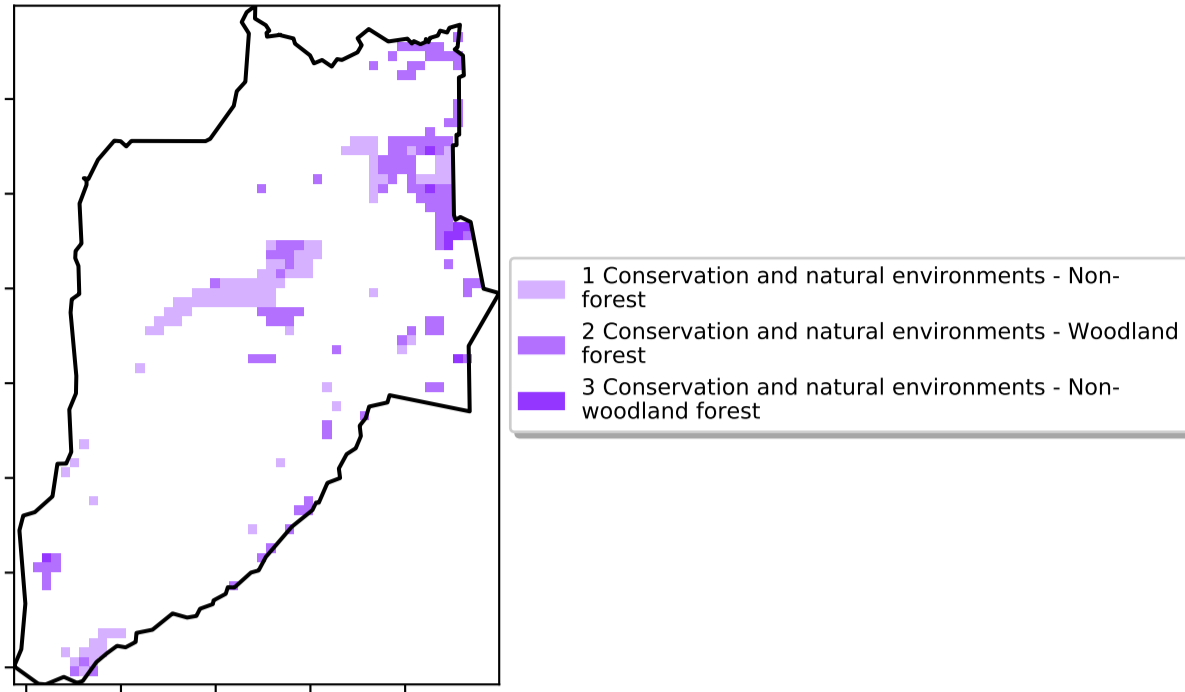 1 Conservation and natural environments - Non-
forest
2 Conservation and natural environments - Woodland
forest
3 Conservation and natural environments - Non-
woodland forest